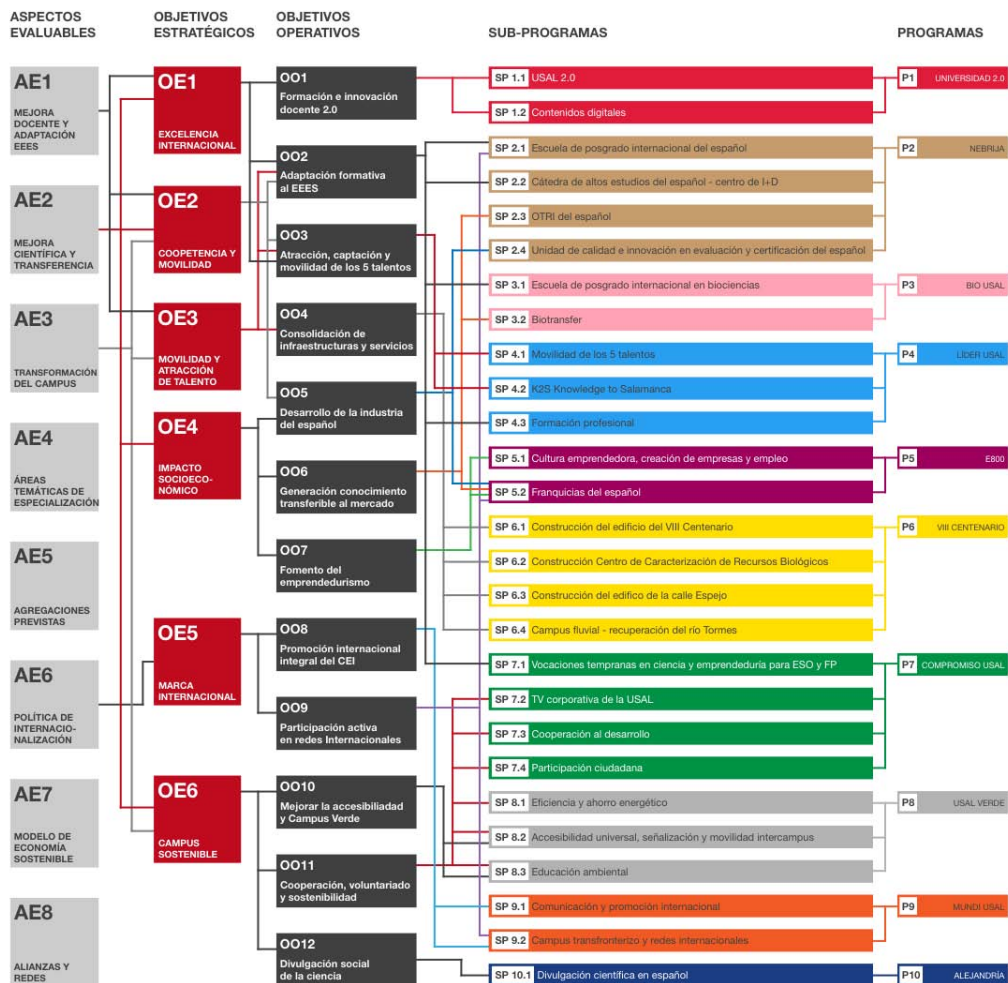 ASPECTOS
EVALUABLES
OBJETIVOS
ESTRATÉGICOS
OBJETIVOS
OPERATIVOS
SUB-PROGRAMAS
PROGRAMAS
AE1
MEJORA
DOCENTE Y
ADAPTACIÓN
EEES
AE2
MEJORA
CIENTÍFICA Y
TRANSFERENCIA
AE3
TRANSFORMACIÓN
DEL CAMPUS
AE4
ÁREAS
TEMÁTICAS DE
ESPECIALIZACIÓN
AE5
AGREGACIONES
PREVISTAS
AE6
POLÍTICA DE
INTERNACIO-
NALIZACIÓN
AE7
MODELO DE
ECONOMÍA
SOSTENIBLE
AE8
ALIANZAS Y
REDES
OE1
EXCELENCIA
INTERNACIONAL
OE2
COOPETENCIA Y
MOVILIDAD
OE3
MOVILIDAD Y
ATRACCIÓN
DE TALENTO
OE4
IMPACTO
SOCIOECO-
NÓMICO
OE5
MARCA
INTERNACIONAL
OE6
CAMPUS
SOSTENIBLE
OO1
Formación e innovación
docente 2.0
OO2
Adaptación formativa
al EEES
OO3
Atracción, captación y
movilidad de los 5 talentos
OO4
Consolidación de
infraestructuras y servicios
OO5
Desarrollo de la industria
del español
OO6
Generación conocimiento
transferible al mercado
OO7
Fomento del
emprendedurismo
OO8
Promoción internacional
integral del CEI
OO9
Participación activa
en redes Internacionales
OO10
Mejorar la accesibiliadad
y Campus Verde
OO11
Cooperación, voluntariado
y sostenibilidad
OO12
Divulgación social
de la ciencia
SP 1.1 USAL 2.0
SP 1.2 Contenidos digitales
SP 2.1 Escuela de posgrado internacional del español
SP 2.2 Cátedra de altos estudios del español - centro de I+D
SP 2.3 OTRI del español
SP 2.4 Unidad de calidad e innovación en evaluación y certificación del español
SP 3.1 Escuela de posgrado internacional en biociencias
SP 3.2 Biotransfer
SP 4.1 Movilidad de los 5 talentos
SP 4.2 K2S Knowledge to Salamanca
SP 4.3 Formación profesional
SP 5.1 Cultura emprendedora, creación de empresas y empleo
SP 5.2 Franquicias del español
SP 6.1 Construcción del edificio del VIII Centenario
SP 6.2 Construcción Centro de Caracterización de Recursos Biológicos
SP 6.3 Construcción del edifico de la calle Espejo
SP 6.4 Campus fluvial - recuperación del río Tormes
SP 7.1 Vocaciones tempranas en ciencia y emprendeduría para ESO y FP
SP 7.2 TV corporativa de la USAL
SP 7.3 Cooperación al desarrollo
SP 7.4 Participación ciudadana
SP 8.1 Eficiencia y ahorro energético
SP 8.2 Accesibilidad universal, señalización y movilidad intercampus
SP 8.3 Educación ambiental
SP 9.1 Comunicación y promoción internacional
SP 9.2 Campus transfronterizo y redes internacionales
SP 10.1 Divulgación científica en español
P1 UNIVERSIDAD 2.0
P2 NEBRIJA
P3 BIO USAL
P4 LÍDER USAL
P5 E800
P6 VIII CENTENARIO
P7 COMPROMISO USAL
P8 USAL VERDE
P9 MUNDI USAL
P10 ALEJANDRÍA